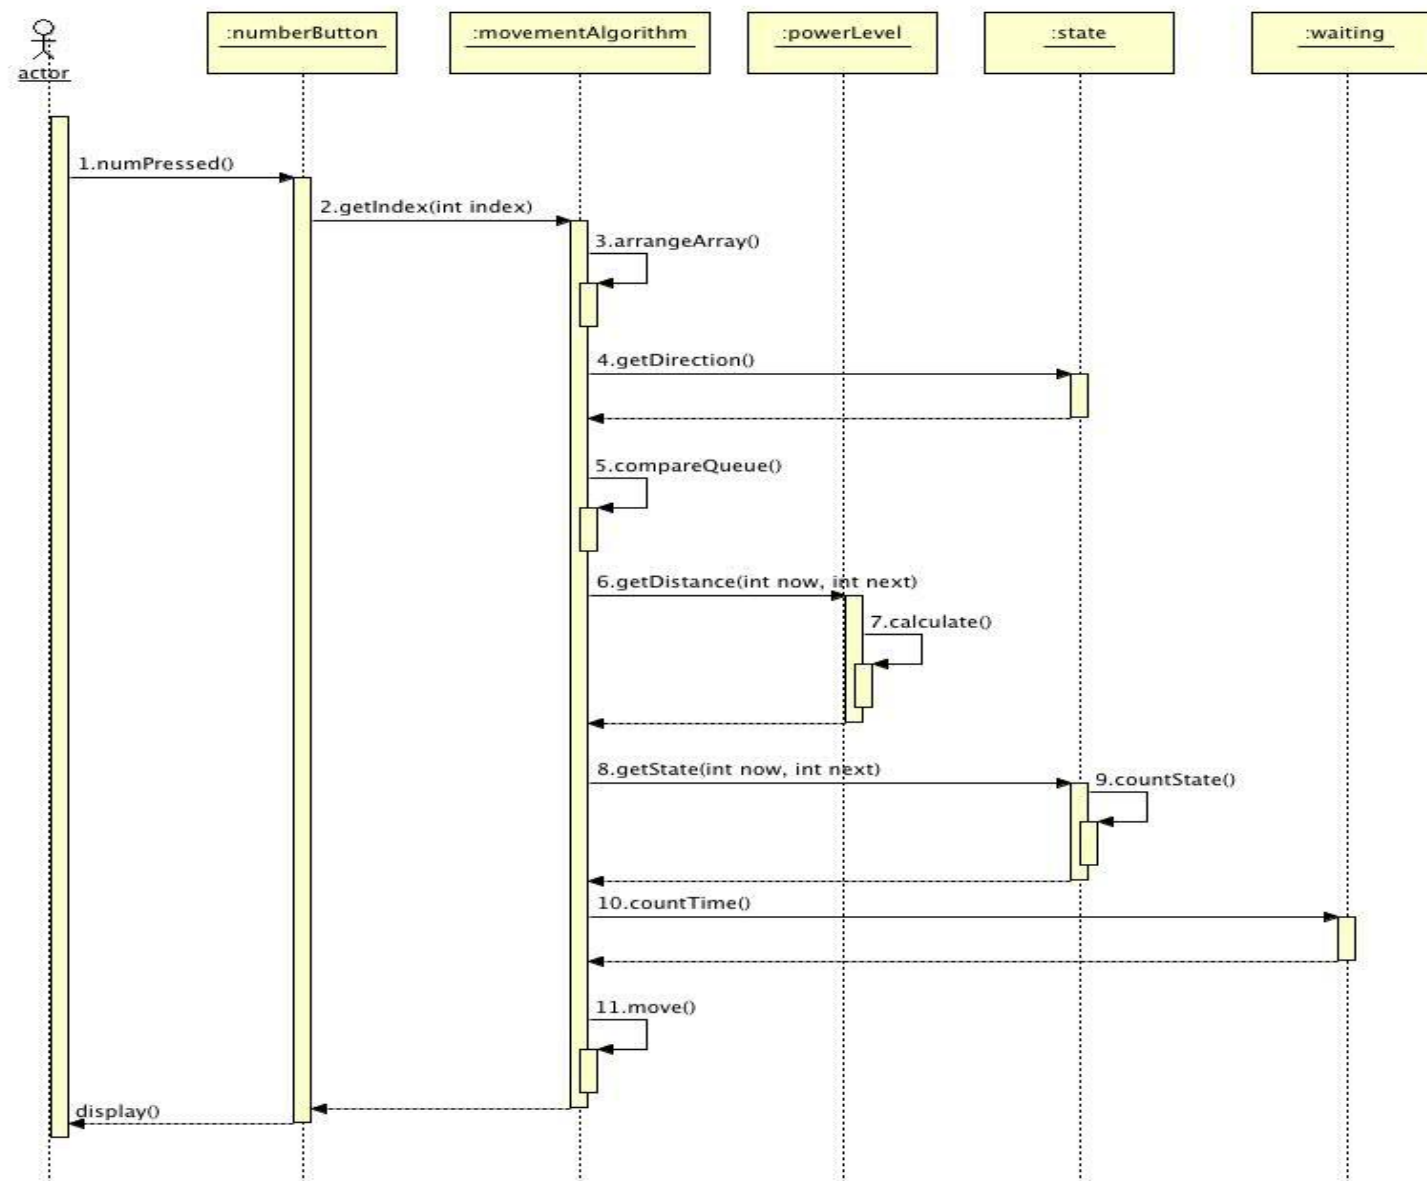 actor
:numberButton
:movementAlgorithm
:powerLevel
:state
:waiting
1.numPressed()
2.getIndex(int index)
3.arrangeArray()
4.getDirection()
5.compareQueue()
6.getDistance(int now, int next)
7.calculate()
8.getState(int now, int next)
9.countState()
10.countTime()
11.move()
display()